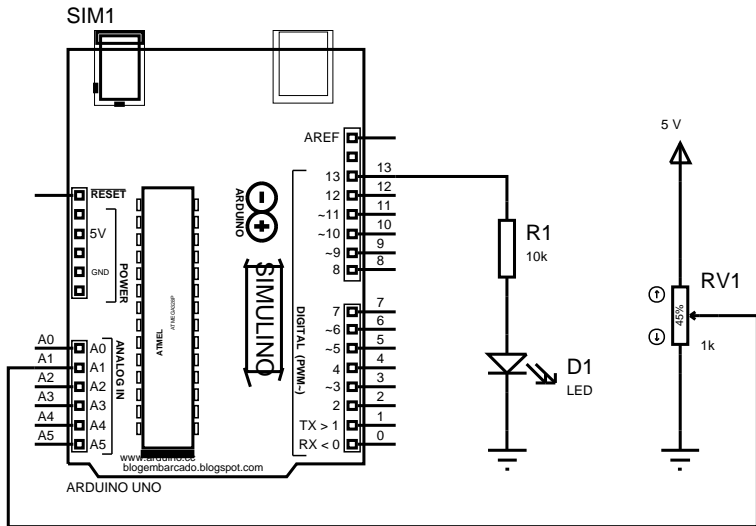 SIM1
AREF
13
13
12
12
~11
11
~10
10
~9
9
8
8
RESET
5V
GND
POWER
ARDUINO
SIMULINO
ATMEL
ATMEGA328P
DIGITAL (PWM~)
7
7
~6
6
~5
5
4
4
~3
3
2
2
TX > 1
1
RX < 0
0
A0
A0
A1
A1
A2
A2
A3
A3
A4
A4
A5
A5
ANALOG IN
www.arduino.cc
blogembarcado.blogspot.com
ARDUINO UNO
R1
10k
D1
LED
5 V
RV1
45%
1k